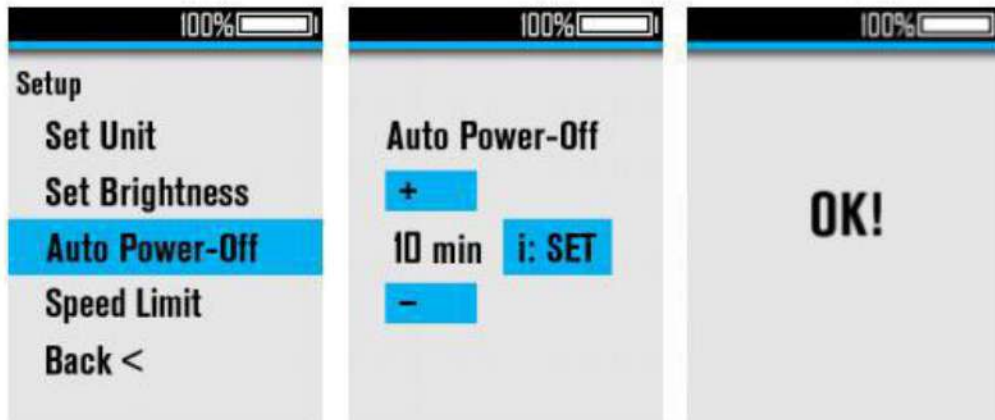 100%
Setup
Set Unit
Set Brightness
Auto Power-Off
Speed Limit
Back <
100%
Auto Power-Off
+
10 min i: SET
-
100%
OK!